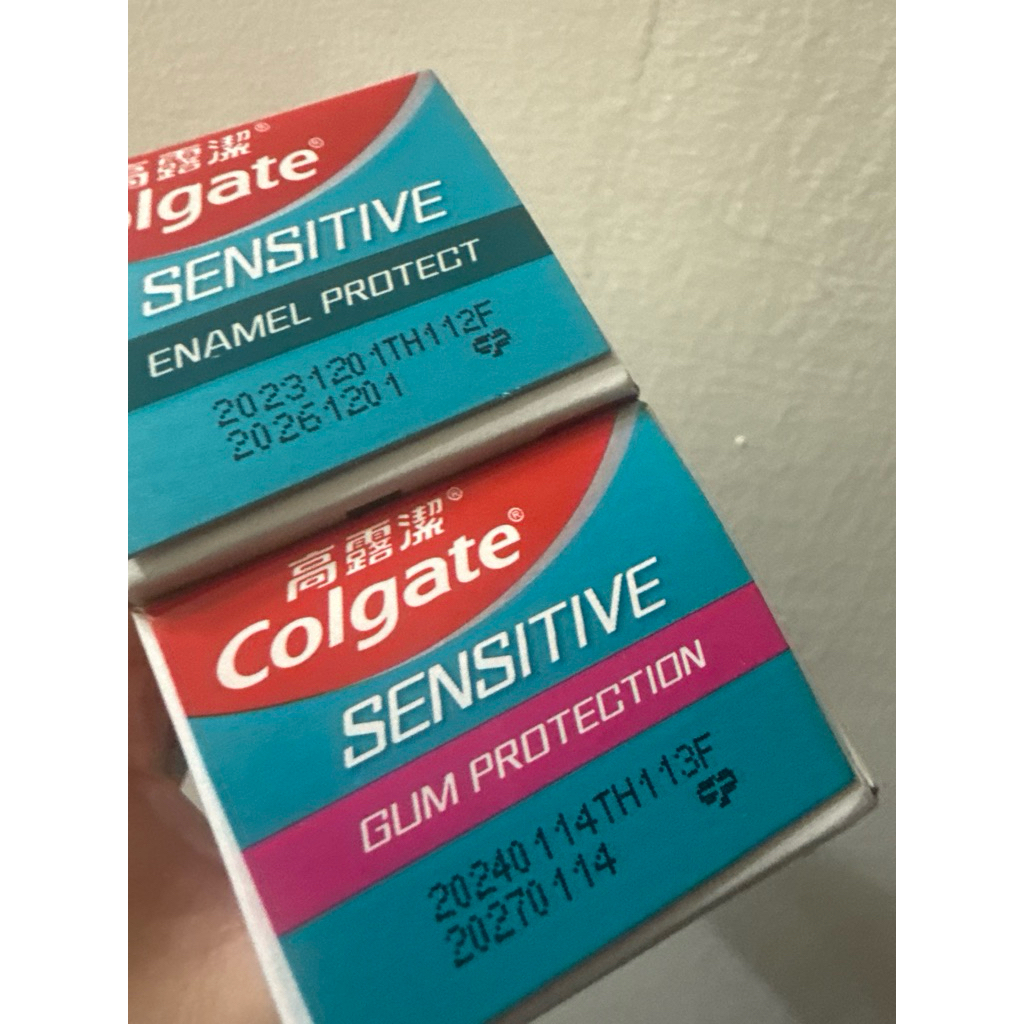 高露潔®
Colgate®
SENSITIVE
ENAMEL PROTECT
20231201TH112F
20261201
高露潔®
Colgate®
SENSITIVE
GUM PROTECTION
20240114TH113F
20270114